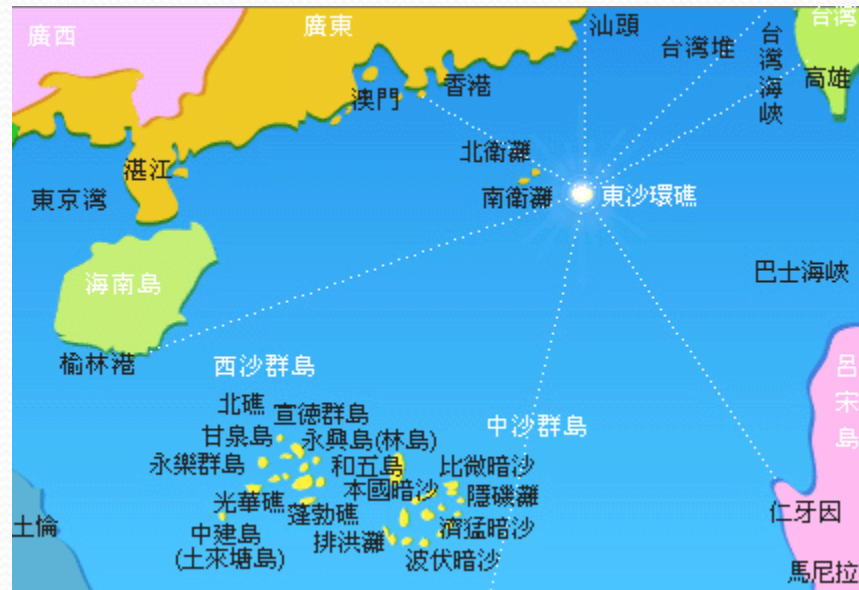 廣西
廣東
汕頭
台灣堆
台灣海峽
台灣
高雄
澳門
香港
北衛灘
湛江
東京灣
南衛灘
東沙環礁
海南島
巴士海峽
榆林港
西沙群島
呂宋島
北礁
宣德群島
中沙群島
甘泉島
永興島(林島)
永樂群島
和五島
比微暗沙
本國暗沙
隱磯灘
光華礁
蓬勃礁
仁牙因
土倫
中建島
(土來塘島)
排洪灘
濟猛暗沙
波伏暗沙
馬尼拉